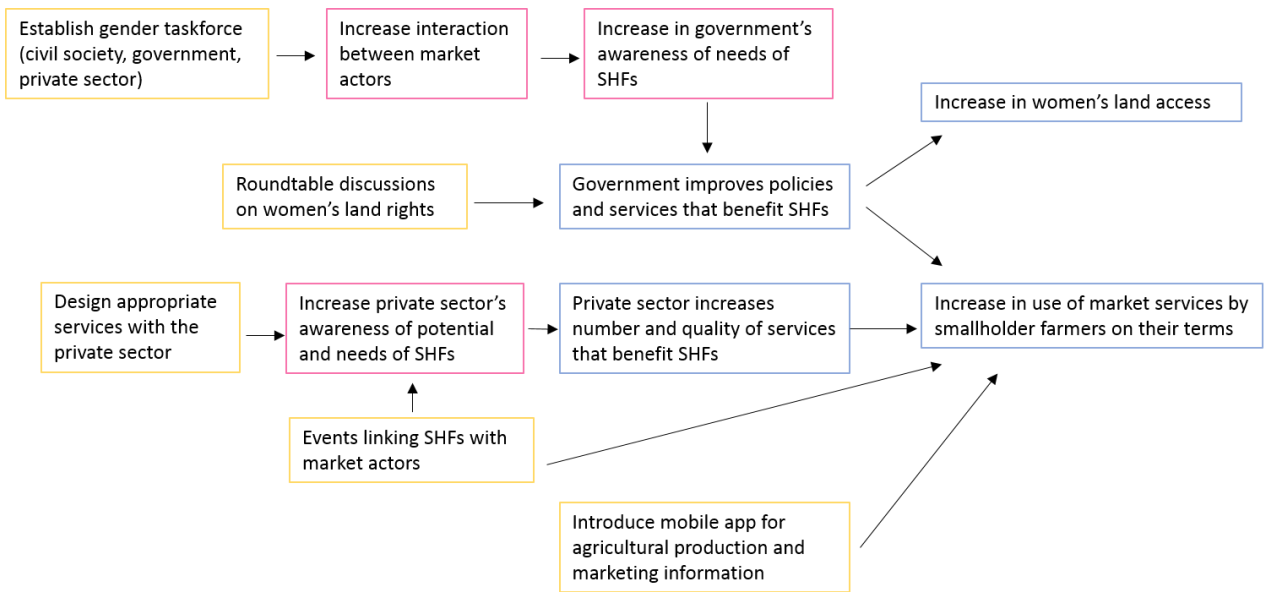 Establish gender taskforce
(civil society, government,
private sector)
Increase interaction
between market
actors
Increase in government’s
awareness of needs of
SHFs
Increase in women’s land access
Roundtable discussions
on women’s land rights
Government improves policies
and services that benefit SHFs
Design appropriate
services with the
private sector
Increase private sector’s
awareness of potential
and needs of SHFs
Private sector increases
number and quality of services
that benefit SHFs
Increase in use of market services by
smallholder farmers on their terms
Events linking SHFs with
market actors
Introduce mobile app for
agricultural production and
marketing information